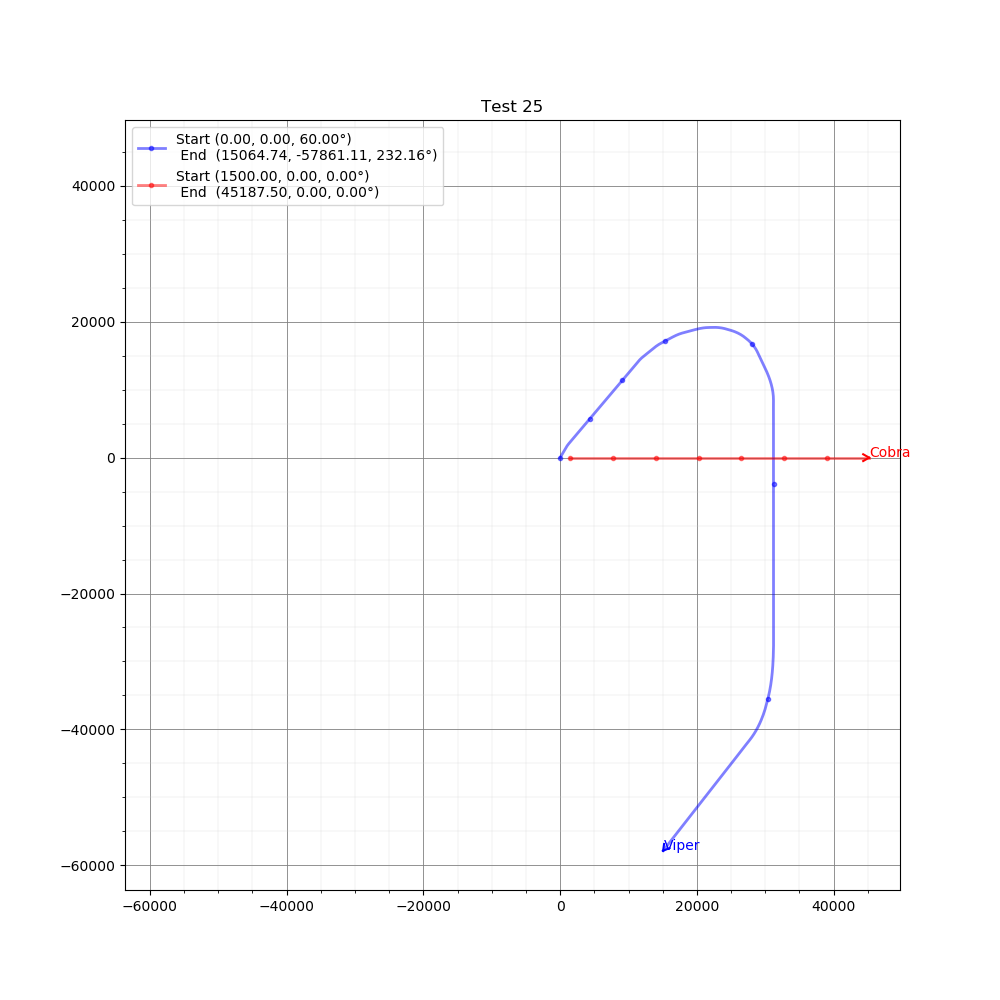 Test 25
Start (0.00, 0.00, 60.00°)
End  (15064.74, -57861.11, 232.16°)
Start (1500.00, 0.00, 0.00°)
End  (45187.50, 0.00, 0.00°)
40000
20000
0
−20000
−40000
−60000
Cobra
Viper
−60000 −40000 −20000 0 20000 40000